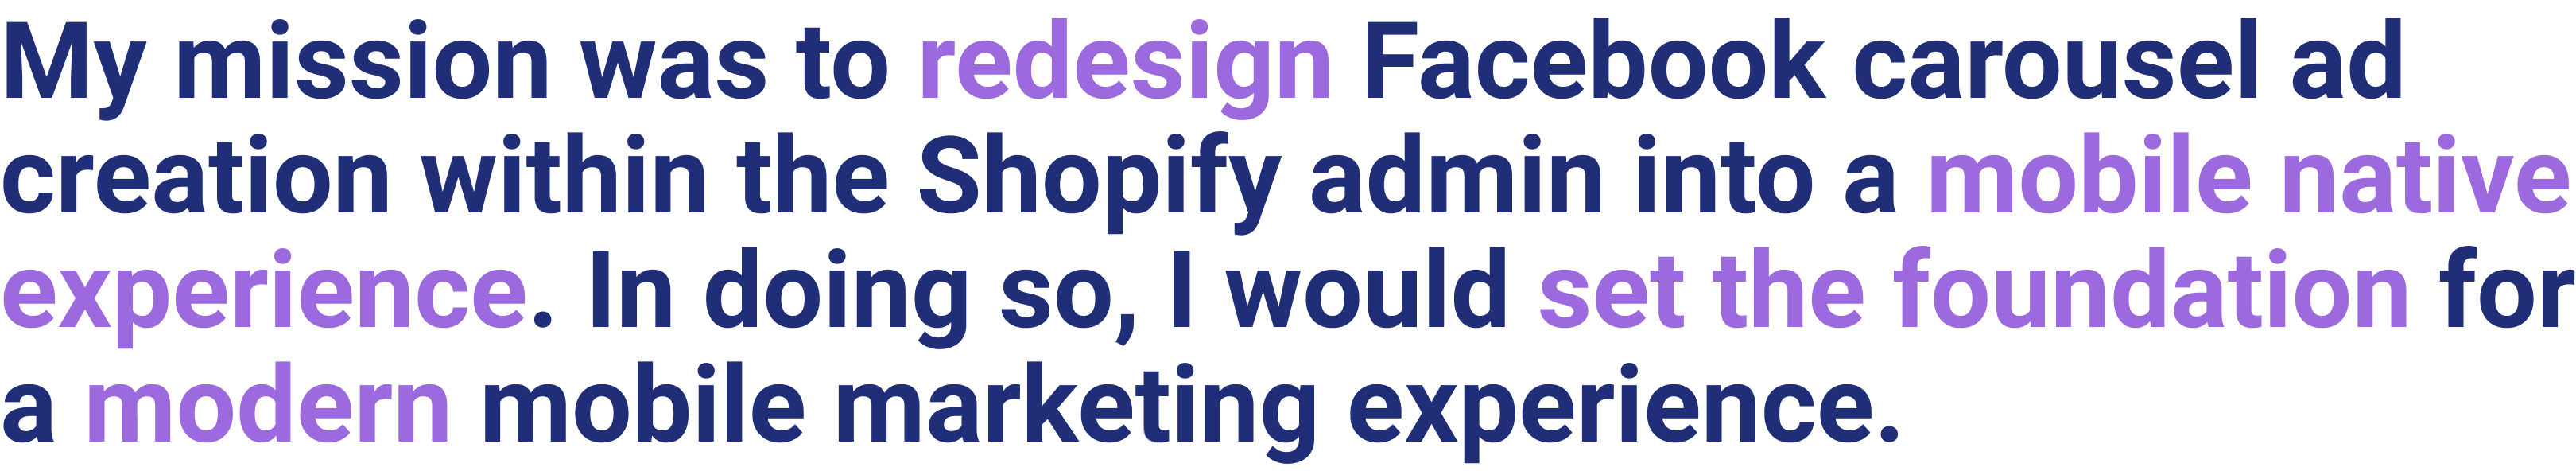 My mission was to redesign Facebook carousel ad
creation within the Shopify admin into a mobile native
experience. In doing so, I would set the foundation for
a modern mobile marketing experience.